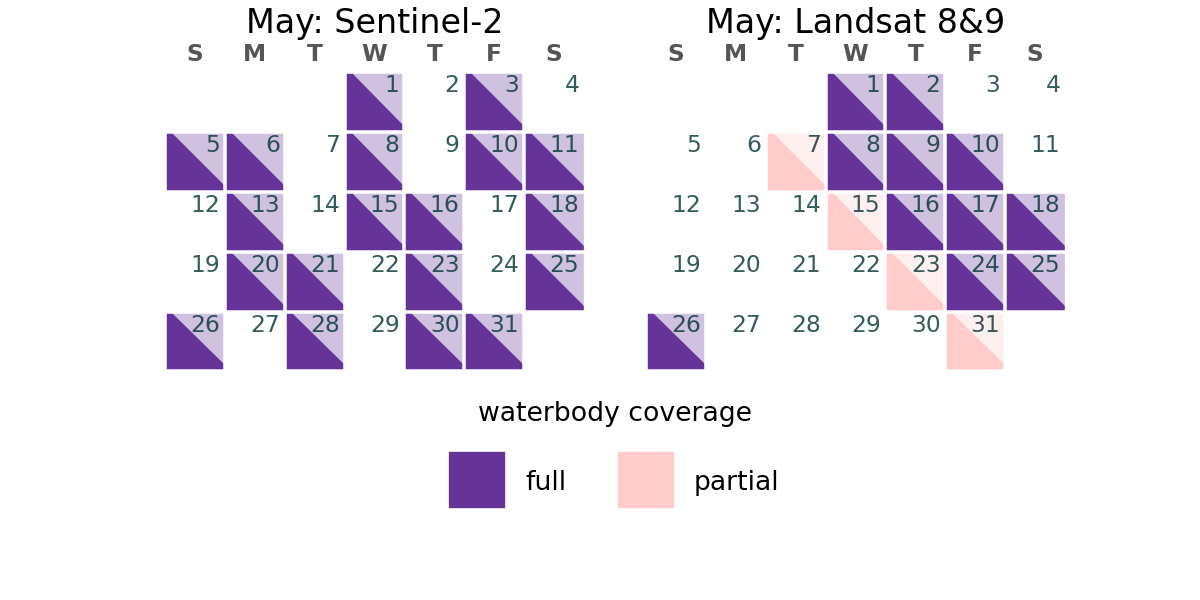 May: Sentinel-2
S M T W T F S
1 2 3 4
5 6 7 8 9 10 11
12 13 14 15 16 17 18
19 20 21 22 23 24 25
26 27 28 29 30 31
May: Landsat 8&9
S M T W T F S
1 2 3 4
5 6 7 8 9 10 11
12 13 14 15 16 17 18
19 20 21 22 23 24 25
26 27 28 29 30 31
waterbody coverage
full
partial